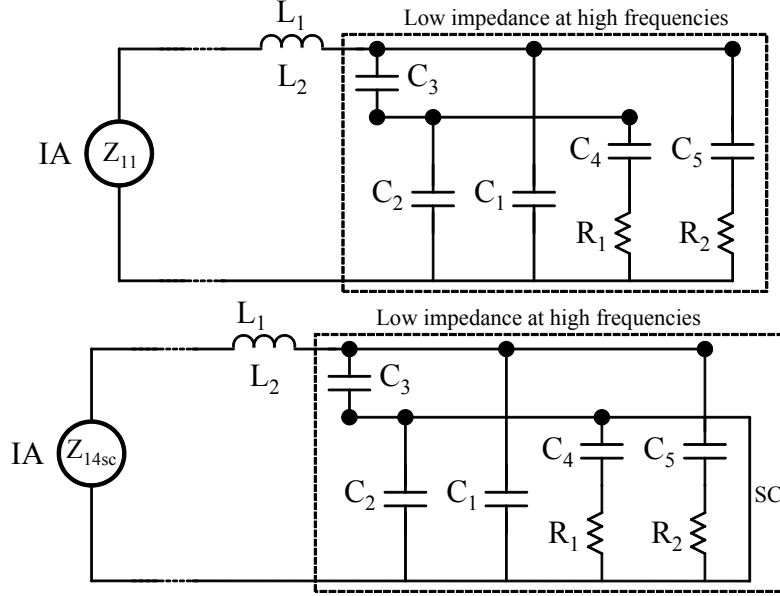 L1
Low impedance at high frequencies
L2
C3
IA
Z11
C4
C5
C2
C1
R1
R2
L1
Low impedance at high frequencies
L2
C3
IA
Z14sc
C4
C5
C2
C1
SC
R1
R2